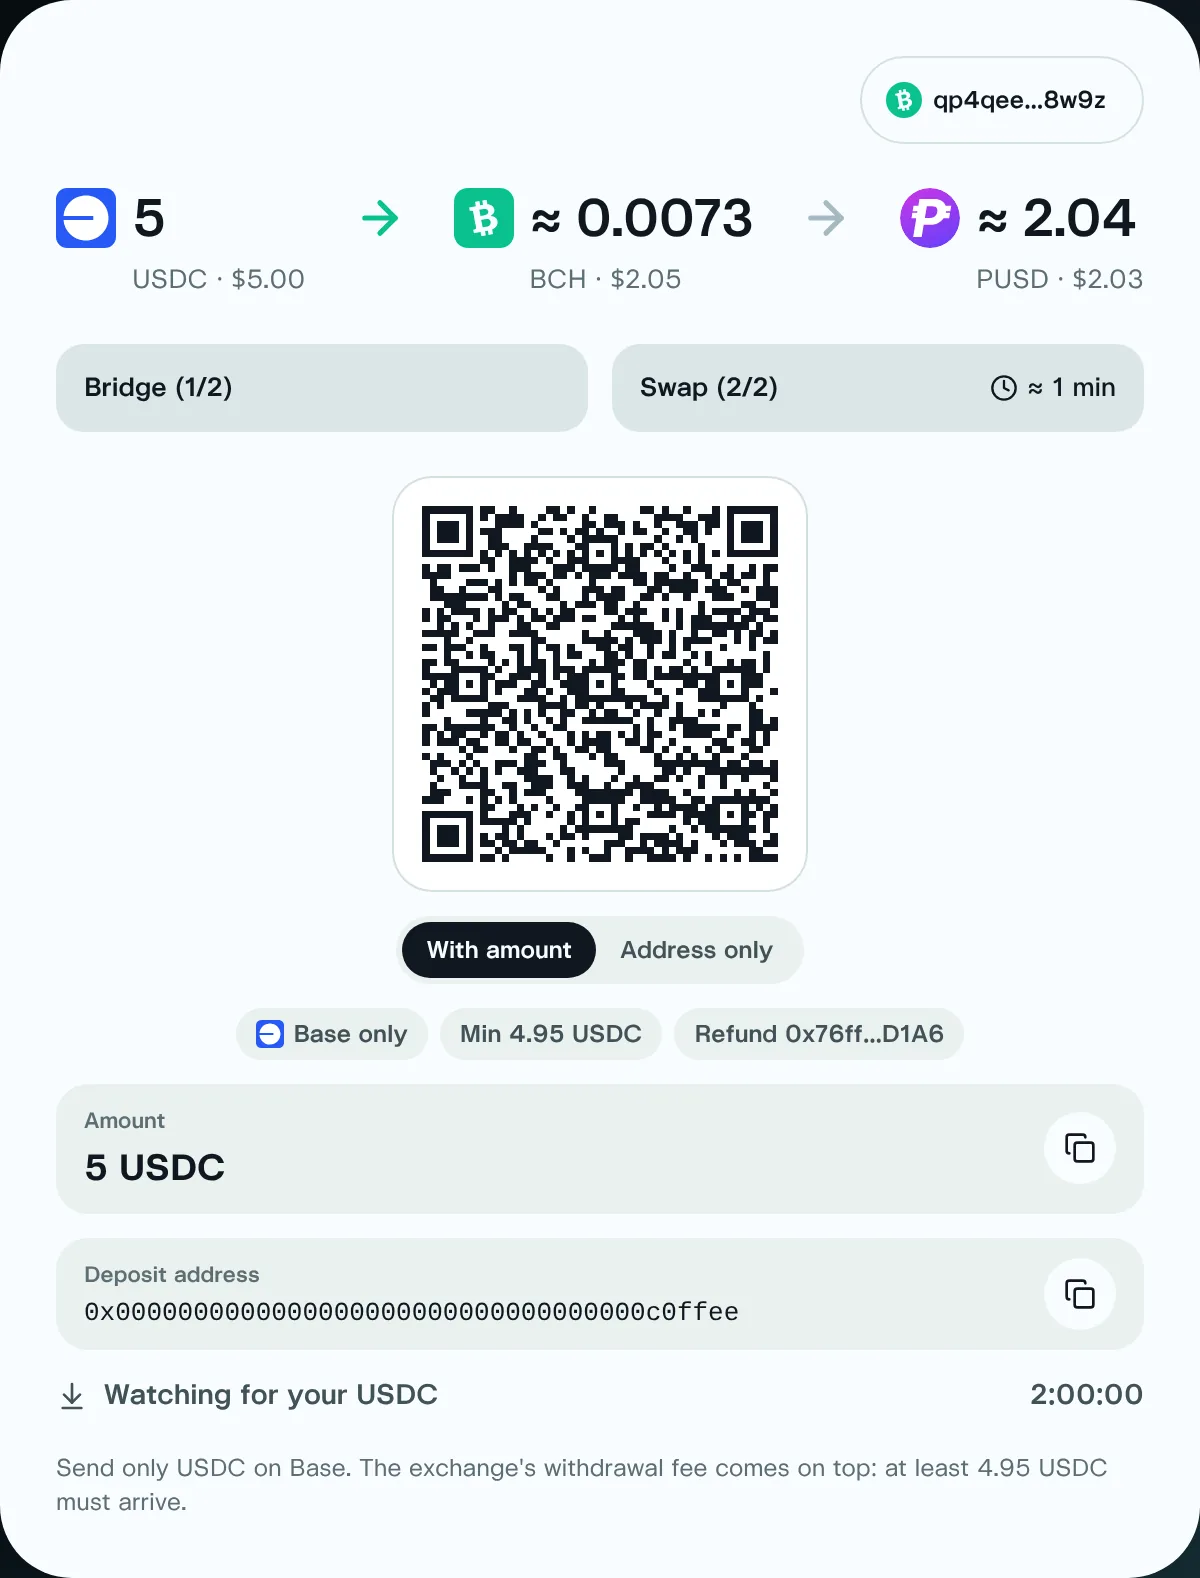 qp4qee...8w9z
5
≈ 0.0073
≈ 2.04
USDC · $5.00
BCH · $2.05
PUSD · $2.03
Bridge (1/2)
Swap (2/2)
≈ 1 min
With amount
Address only
Base only
Min 4.95 USDC
Refund 0x76ff...D1A6
Amount
5 USDC
Deposit address
0x0000000000000000000000000000000000c0ffee
Watching for your USDC
2:00:00
Send only USDC on Base. The exchange's withdrawal fee comes on top: at least 4.95 USDC
must arrive.